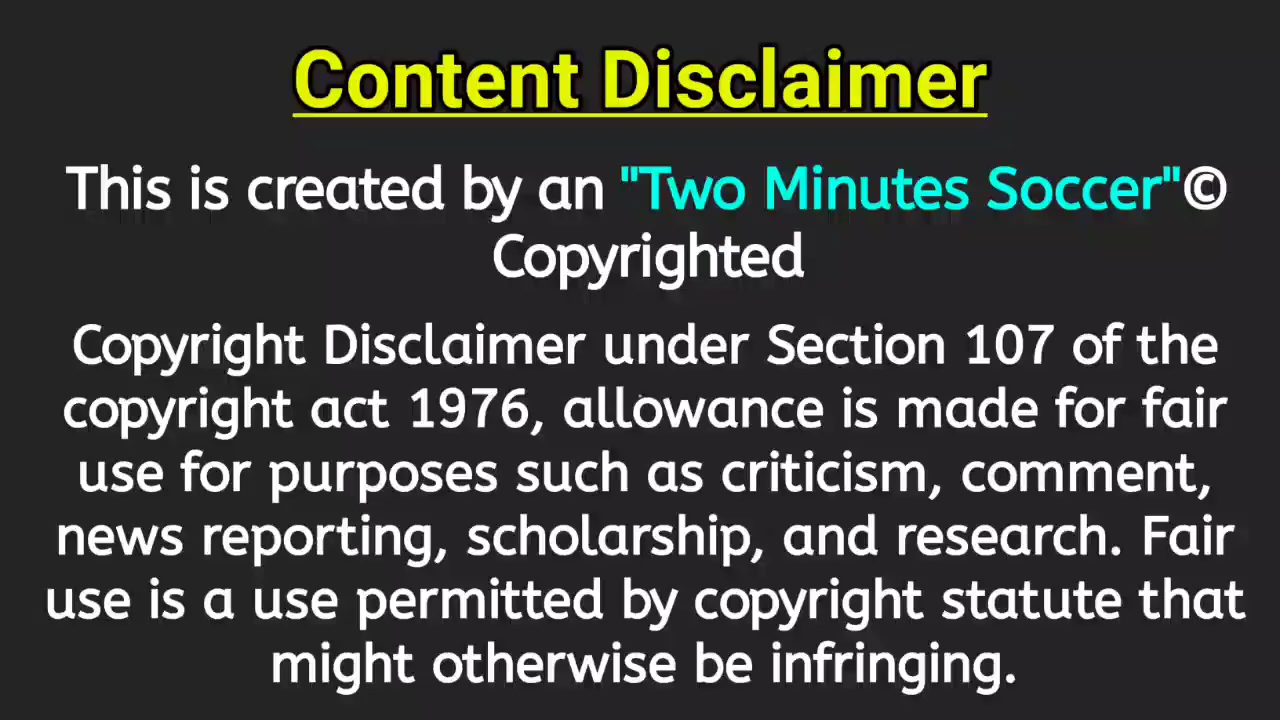 Content Disclaimer
This is created by an "Two Minutes Soccer"©
Copyrighted
Copyright Disclaimer under Section 107 of the
copyright act 1976, allowance is made for fair
use for purposes such as criticism, comment,
news reporting, scholarship, and research. Fair
use is a use permitted by copyright statute that
might otherwise be infringing.